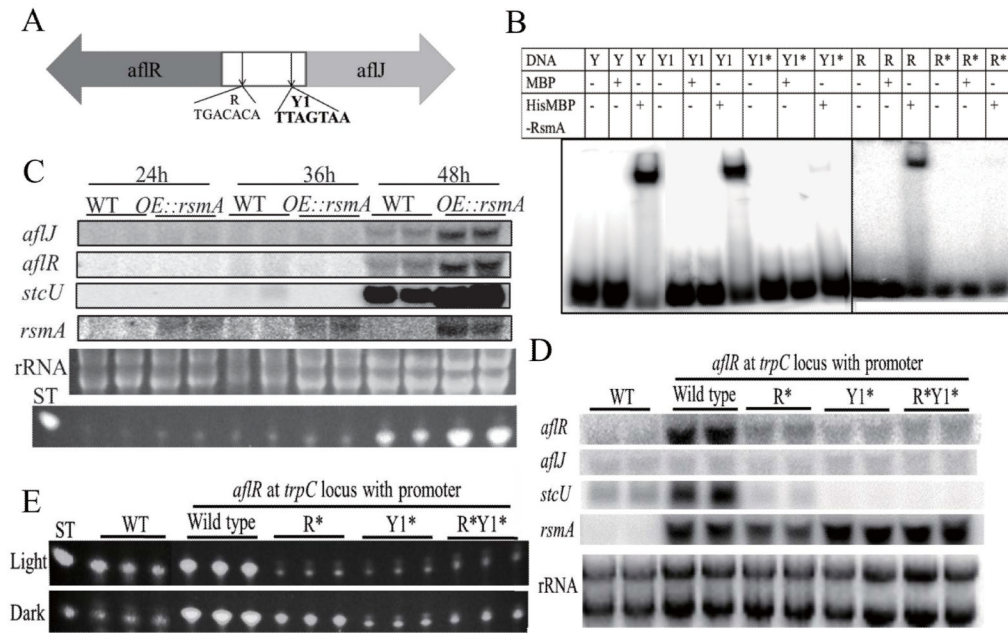 A
aflR
aflJ
R
Y1
TGACACA
TTAGTAA
B
DNA Y Y Y Y1 Y1 Y1 Y1* Y1* Y1* R R R R* R* R*
MBP - + - - + - - + - - + - - + -
HisMBP - - + - - + - - + - - + - - +
-RsmA
C
24h 36h 48h
WT OE::rsmA WT OE::rsmA WT OE::rsmA
aflJ
aflR
stcU
rsmA
rRNA
ST
D
aflR at trpC locus with promoter
WT Wild type R* Y1* R*Y1*
aflR
aflJ
stcU
rsmA
rRNA
E
aflR at trpC locus with promoter
ST WT Wild type R* Y1* R*Y1*
Light
Dark